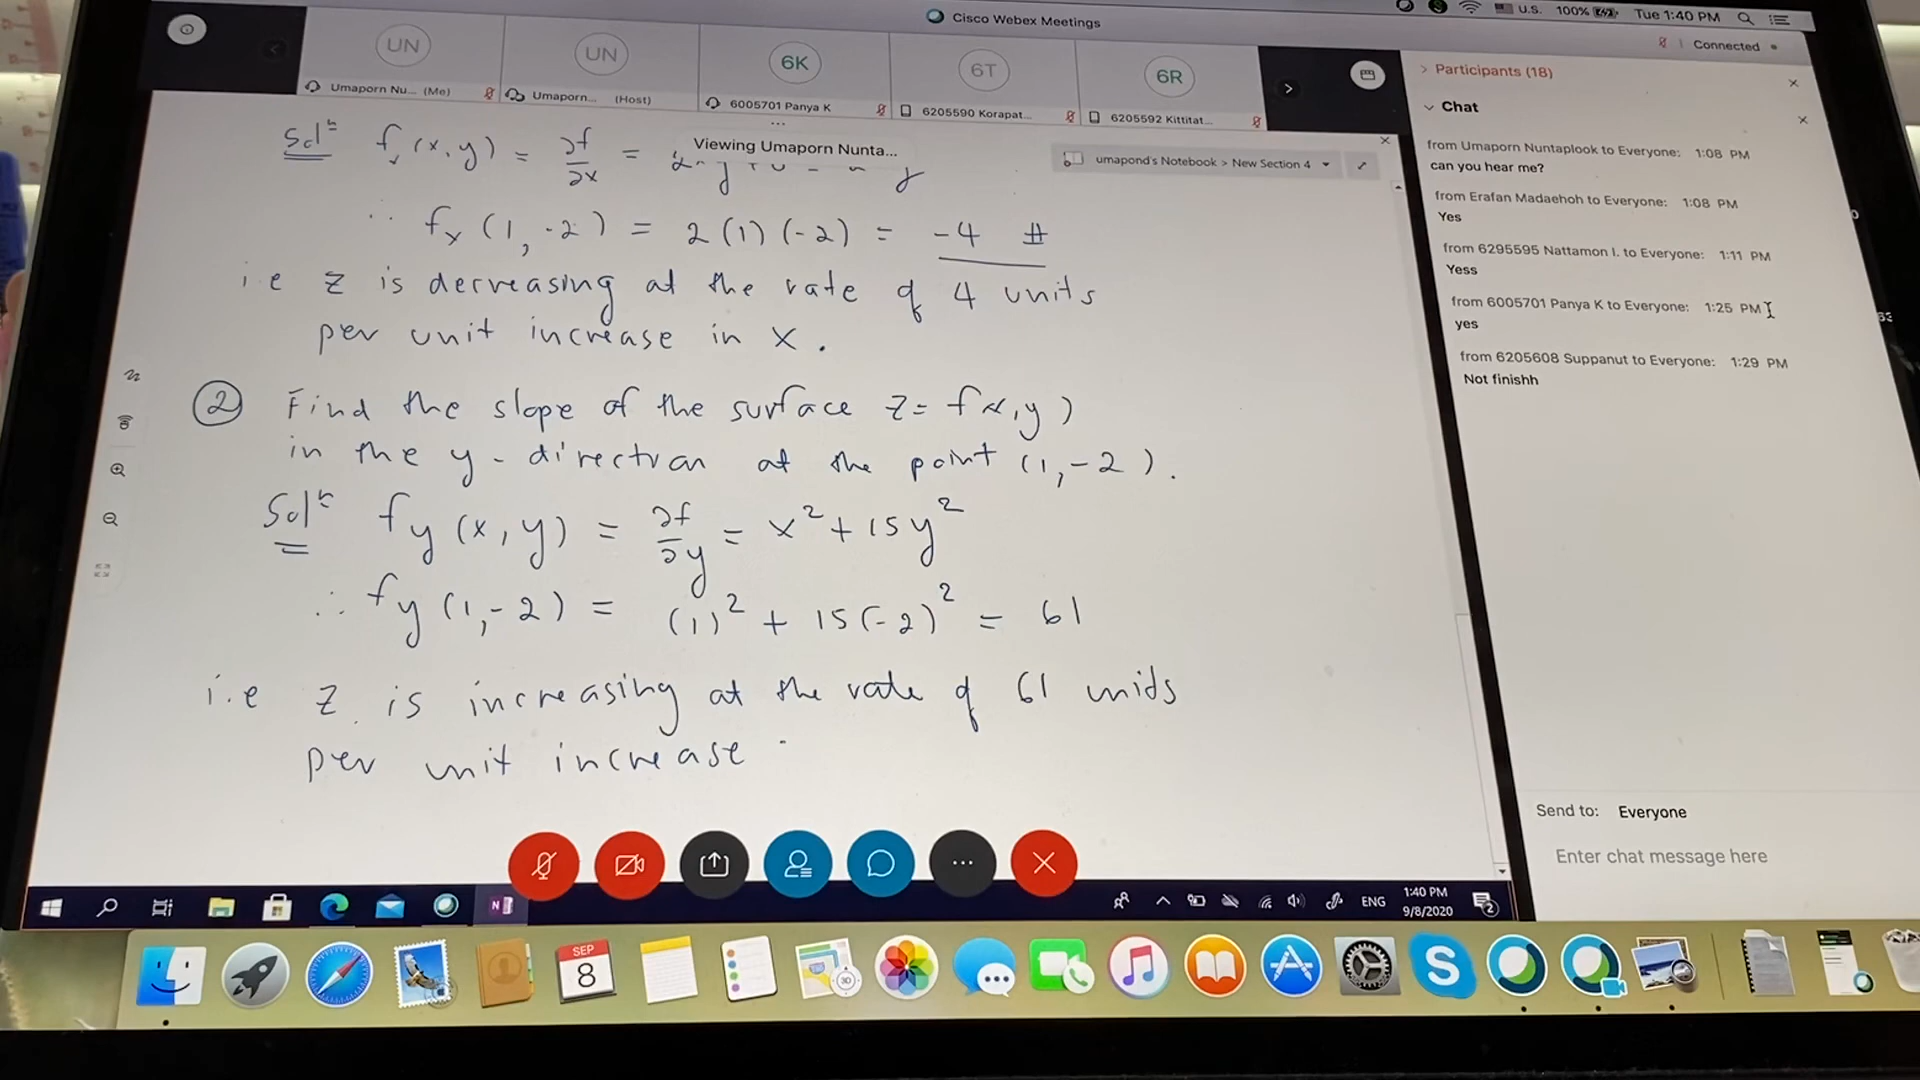 Cisco Webex Meetings
U.S. 100% Tue 1:40 PM
Connected
UN UN 6K 6T 6R
Umaporn Nu... (Me) Umaporn... (Host) 6005701 Panya K 6205590 Korapat... 6205592 Kittitat...
Participants (18)
Chat
Viewing Umaporn Nunta...
umapond's Notebook > New Section 4
Solⁿ fx (x, y) = ∂f/∂x =
∴ fx (1, -2) = 2 (1) (-2) = -4 #
i.e z is decreasing at the rate of 4 units
per unit increase in x .
② Find the slope of the surface z = f(x, y)
in the y - direction at the point (1, -2).
Solⁿ fy (x, y) = ∂f/∂y = x² + 15y²
∴ fy (1, -2) = (1)² + 15(-2)² = 61
i.e z is increasing at the rate of 61 units
per unit increase
from Umaporn Nuntaplook to Everyone: 1:08 PM
can you hear me?
from Erafan Madaehoh to Everyone: 1:08 PM
Yes
from 6295595 Nattamon I. to Everyone: 1:11 PM
Yess
from 6005701 Panya K to Everyone: 1:25 PM
yes
from 6205608 Suppanut to Everyone: 1:29 PM
Not finishh
Send to: Everyone
Enter chat message here
ENG 1:40 PM
9/8/2020
2
SEP
8